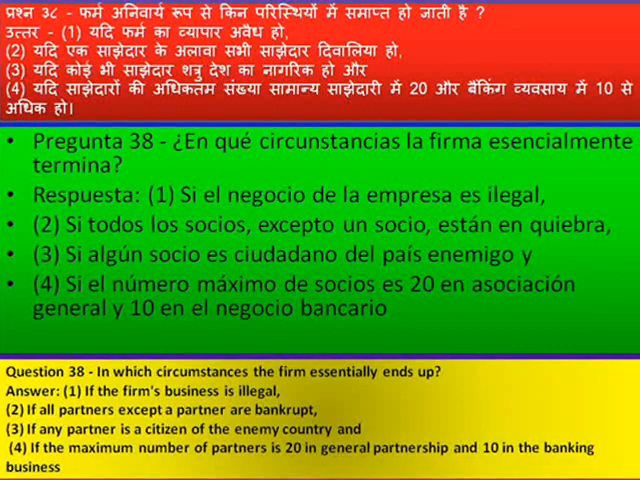 प्रश्न ३८ - फर्म अनिवार्य रूप से किन परिस्थियों में समाप्त हो जाती है ?
उत्तर - (1) यदि फर्म का व्यापार अवैध हो,
(2) यदि एक साझेदार के अलावा सभी साझेदार दिवालिया हो,
(3) यदि कोई भी साझेदार शत्रु देश का नागरिक हो और
(4) यदि साझेदारों की अधिकतम संख्या सामान्य साझेदारी में 20 और बैंकिंग व्यवसाय में 10 से
अधिक हो।
• Pregunta 38 - ¿En qué circunstancias la firma esencialmente
termina?
• Respuesta: (1) Si el negocio de la empresa es ilegal,
• (2) Si todos los socios, excepto un socio, están en quiebra,
• (3) Si algún socio es ciudadano del país enemigo y
• (4) Si el número máximo de socios es 20 en asociación
general y 10 en el negocio bancario
Question 38 - In which circumstances the firm essentially ends up?
Answer: (1) If the firm's business is illegal,
(2) If all partners except a partner are bankrupt,
(3) If any partner is a citizen of the enemy country and
(4) If the maximum number of partners is 20 in general partnership and 10 in the banking
business